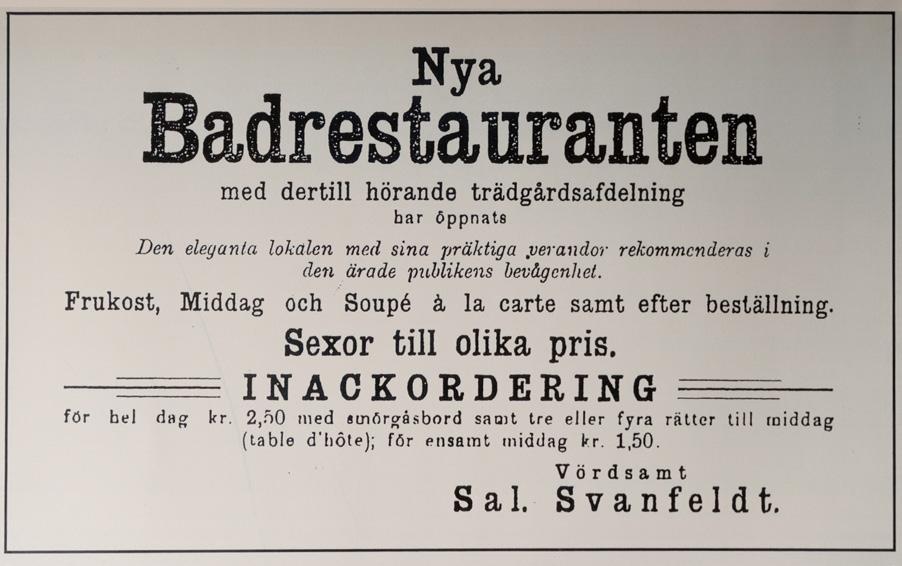 Nya
Badrestauranten
med dertill hörande trädgårdsafdelning
har öppnats
Den eleganta lokalen med sina präktiga verandor rekommenderas i
den ärade publikens bevågenhet.
Frukost, Middag och Soupé à la carte samt efter beställning.
Sexor till olika pris.
INACKORDERING
för hel dag kr. 2,50 med smörgåsbord samt tre eller fyra rätter till middag
(table d'hôte); för ensamt middag kr. 1,50.
Vördsamt
Sal. Svanfeldt.